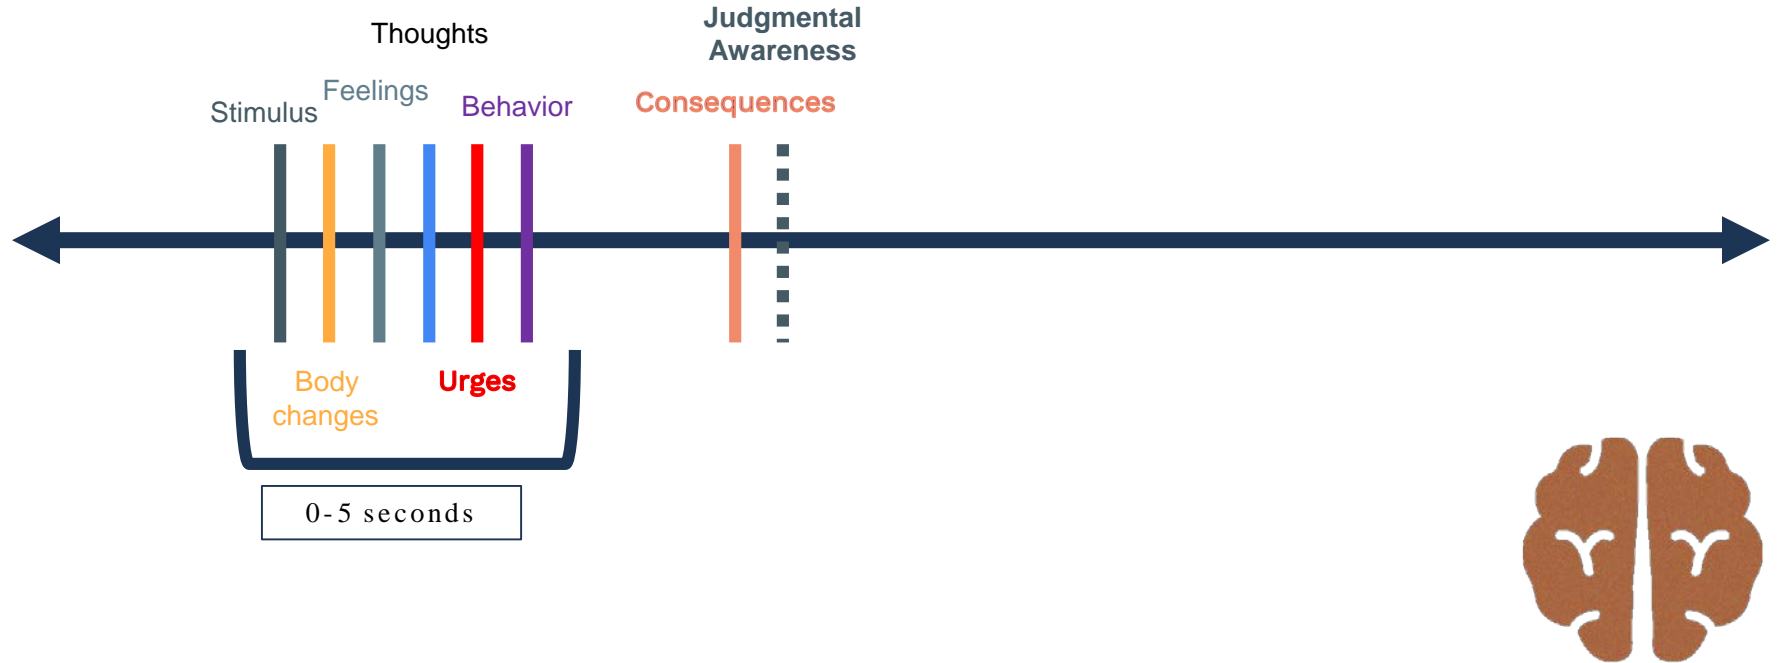 Thoughts
Judgmental
Awareness
Feelings
Stimulus
Behavior
Consequences
Body
changes
Urges
0-5 seconds